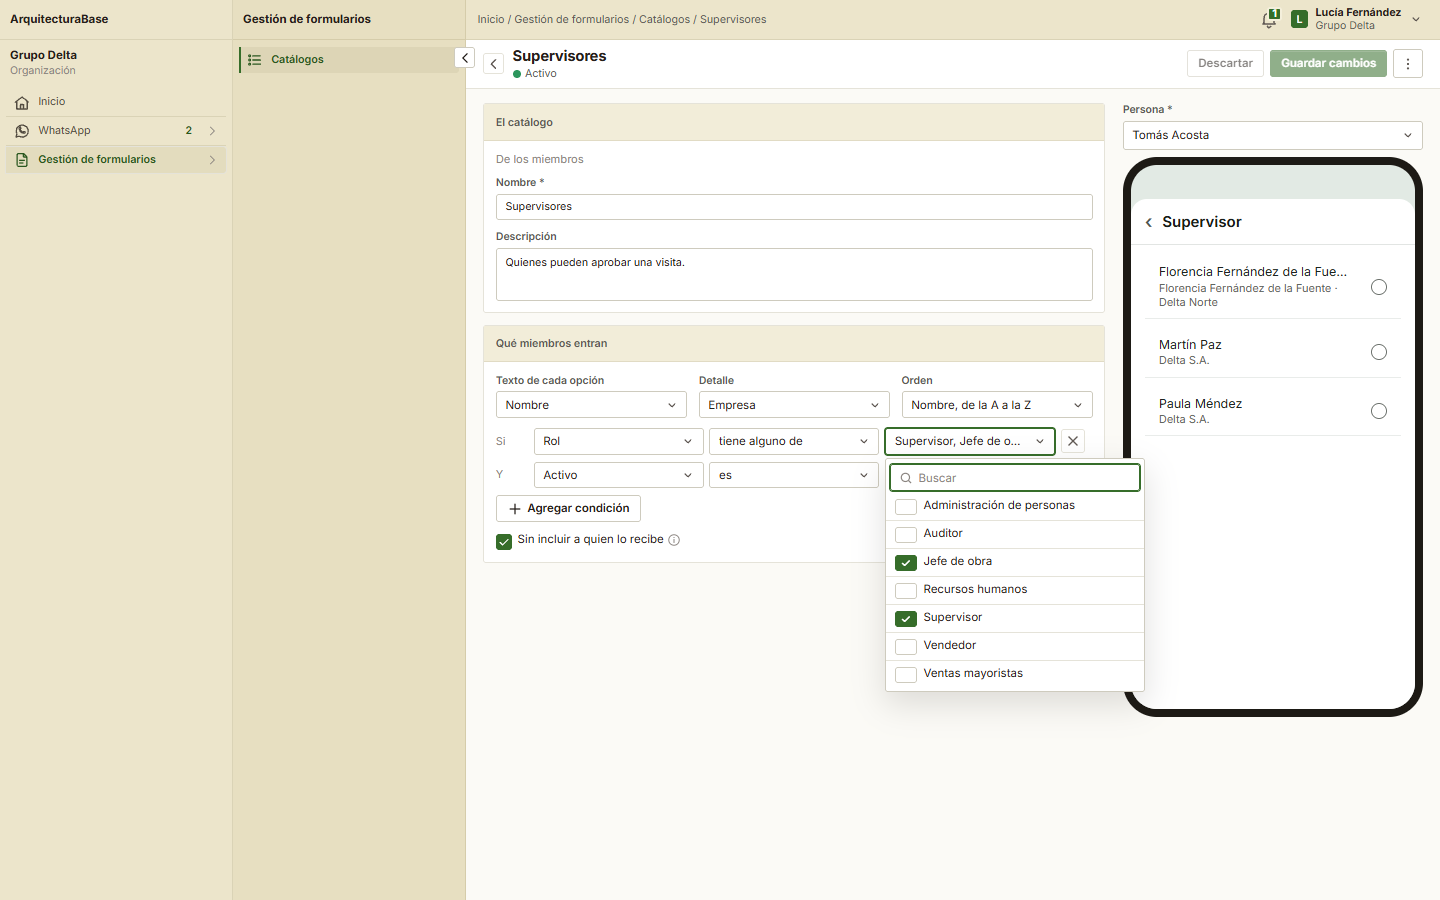 ArquitecturaBase
Grupo Delta
Organización
Inicio
WhatsApp 2
Gestión de formularios
Gestión de formularios
Catálogos
Inicio / Gestión de formularios / Catálogos / Supervisores
1
L
Lucía Fernández
Grupo Delta
Supervisores
Activo
Descartar
Guardar cambios
El catálogo
De los miembros
Nombre *
Supervisores
Descripción
Quienes pueden aprobar una visita.
Qué miembros entran
Texto de cada opción Detalle Orden
Nombre Empresa Nombre, de la A a la Z
Si Rol tiene alguno de Supervisor, Jefe de o...
Y Activo es
Agregar condición
Sin incluir a quien lo recibe
Buscar
Administración de personas
Auditor
Jefe de obra
Recursos humanos
Supervisor
Vendedor
Ventas mayoristas
Persona *
Tomás Acosta
Supervisor
Florencia Fernández de la Fue...
Florencia Fernández de la Fuente ·
Delta Norte
Martín Paz
Delta S.A.
Paula Méndez
Delta S.A.